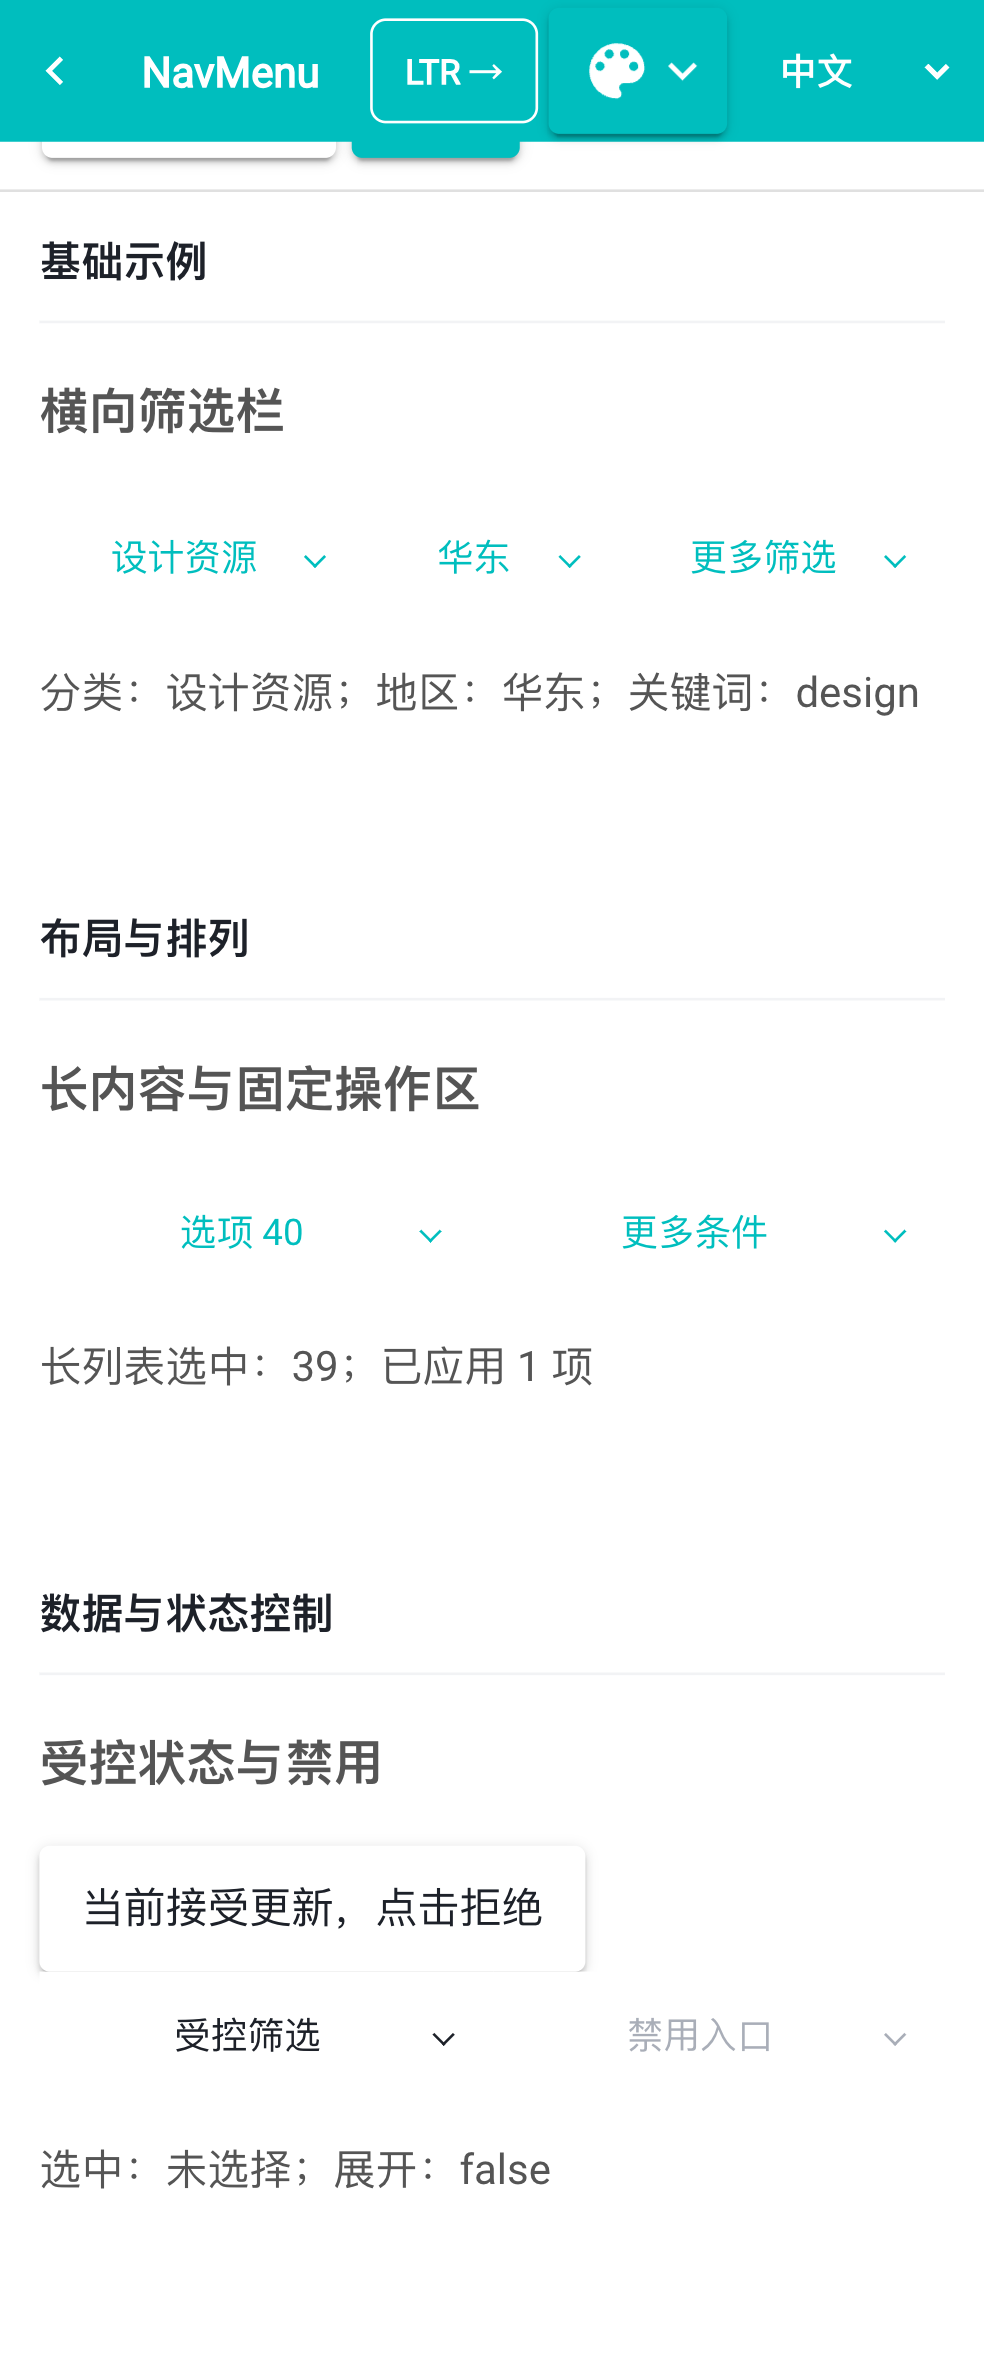 NavMenu LTR→ 中文
基础示例
横向筛选栏
设计资源 华东 更多筛选
分类：设计资源；地区：华东；关键词：design
布局与排列
长内容与固定操作区
选项 40 更多条件
长列表选中：39；已应用 1 项
数据与状态控制
受控状态与禁用
当前接受更新，点击拒绝
受控筛选 禁用入口
选中：未选择；展开：false